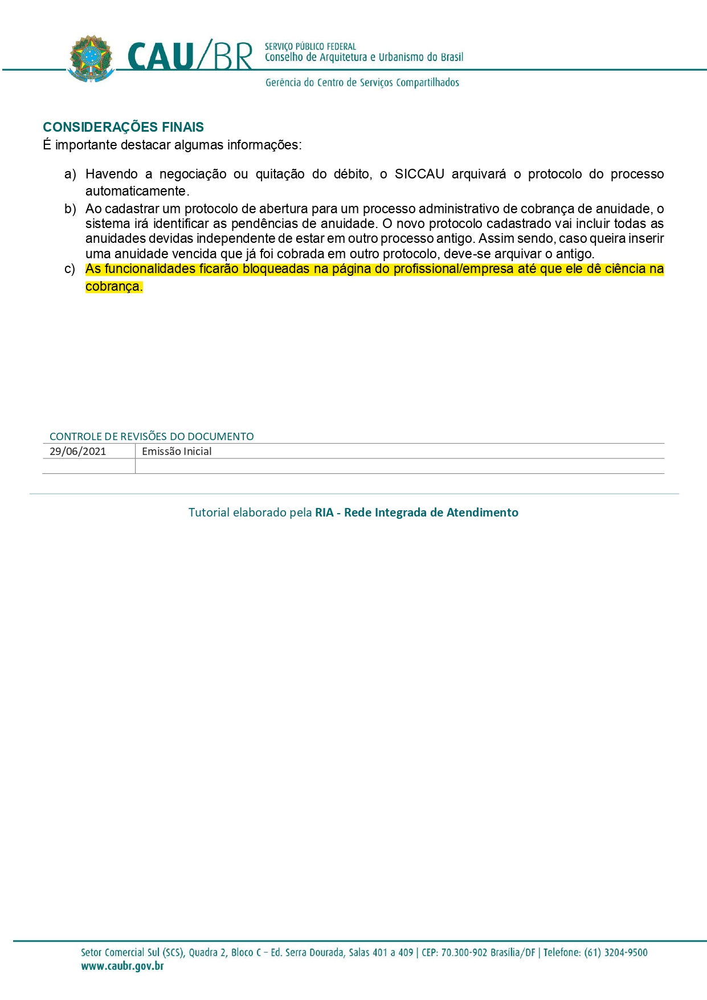 CAU/BR
SERVIÇO PÚBLICO FEDERAL
Conselho de Arquitetura e Urbanismo do Brasil
Gerência do Centro de Serviços Compartilhados
CONSIDERAÇÕES FINAIS
É importante destacar algumas informações:
a) Havendo a negociação ou quitação do débito, o SICCAU arquivará o protocolo do processo
automaticamente.
b) Ao cadastrar um protocolo de abertura para um processo administrativo de cobrança de anuidade, o
sistema irá identificar as pendências de anuidade. O novo protocolo cadastrado vai incluir todas as
anuidades devidas independente de estar em outro processo antigo. Assim sendo, caso queira inserir
uma anuidade vencida que já foi cobrada em outro protocolo, deve-se arquivar o antigo.
c) As funcionalidades ficarão bloqueadas na página do profissional/empresa até que ele dê ciência na
cobrança.
CONTROLE DE REVISÕES DO DOCUMENTO
29/06/2021 Emissão Inicial
Tutorial elaborado pela RIA - Rede Integrada de Atendimento
Setor Comercial Sul (SCS), Quadra 2, Bloco C – Ed. Serra Dourada, Salas 401 a 409 | CEP: 70.300-902 Brasília/DF | Telefone: (61) 3204-9500
www.caubr.gov.br